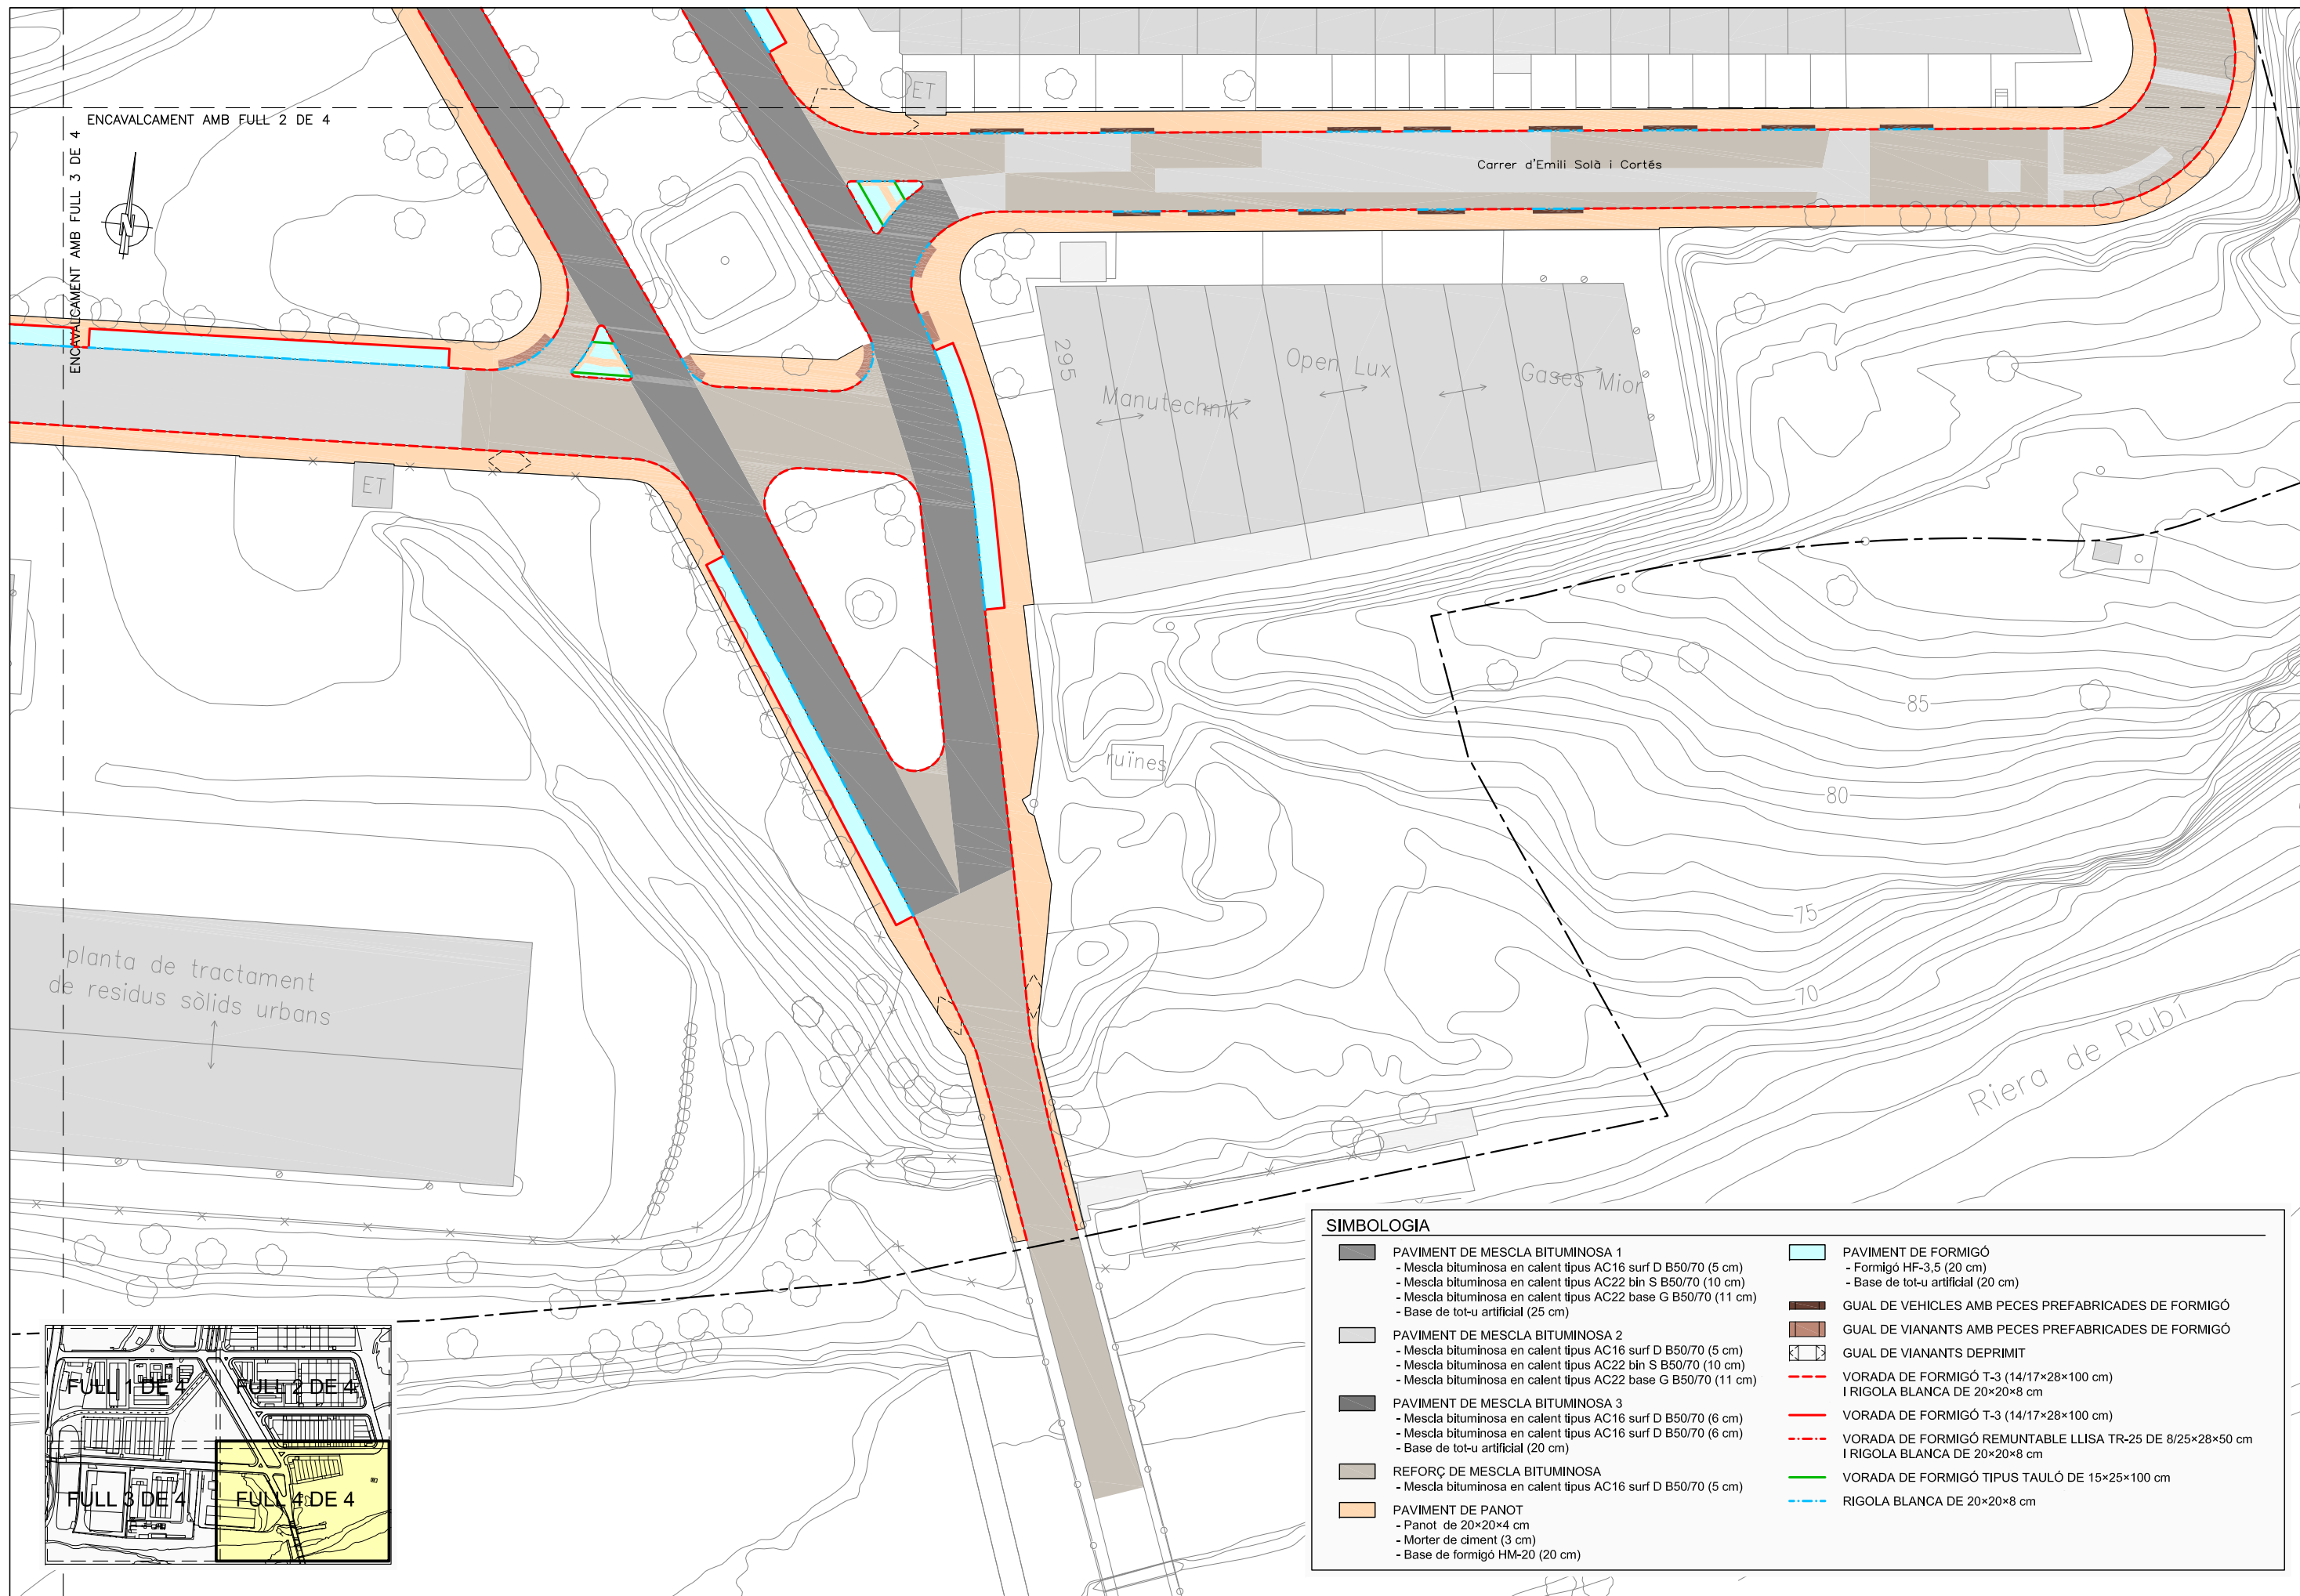 ENCAVALCAMENT AMB FULL 2 DE 4
ENCAVALCAMENT AMB FULL 3 DE 4
N
ET
Carrer d'Emili Solà i Cortés
295
Manutechnik
Open Lux
Gases Mior
ET
85
ruïnes
80
75
70
Riera de Rubí
planta de tractament
de residus sòlids urbans
FULL 1 DE 4
FULL 2 DE 4
FULL 3 DE 4
FULL 4 DE 4
SIMBOLOGIA
PAVIMENT DE MESCLA BITUMINOSA 1
- Mescla bituminosa en calent tipus AC16 surf D B50/70 (5 cm)
- Mescla bituminosa en calent tipus AC22 bin S B50/70 (10 cm)
- Mescla bituminosa en calent tipus AC22 base G B50/70 (11 cm)
- Base de tot-u artificial (25 cm)
PAVIMENT DE MESCLA BITUMINOSA 2
- Mescla bituminosa en calent tipus AC16 surf D B50/70 (5 cm)
- Mescla bituminosa en calent tipus AC22 bin S B50/70 (10 cm)
- Mescla bituminosa en calent tipus AC22 base G B50/70 (11 cm)
PAVIMENT DE MESCLA BITUMINOSA 3
- Mescla bituminosa en calent tipus AC16 surf D B50/70 (6 cm)
- Mescla bituminosa en calent tipus AC16 surf D B50/70 (6 cm)
- Base de tot-u artificial (20 cm)
REFORÇ DE MESCLA BITUMINOSA
- Mescla bituminosa en calent tipus AC16 surf D B50/70 (5 cm)
PAVIMENT DE PANOT
- Panot de 20×20×4 cm
- Morter de ciment (3 cm)
- Base de formigó HM-20 (20 cm)
PAVIMENT DE FORMIGÓ
- Formigó HF-3,5 (20 cm)
- Base de tot-u artificial (20 cm)
GUAL DE VEHICLES AMB PECES PREFABRICADES DE FORMIGÓ
GUAL DE VIANANTS AMB PECES PREFABRICADES DE FORMIGÓ
GUAL DE VIANANTS DEPRIMIT
VORADA DE FORMIGÓ T-3 (14/17×28×100 cm)
I RIGOLA BLANCA DE 20×20×8 cm
VORADA DE FORMIGÓ T-3 (14/17×28×100 cm)
VORADA DE FORMIGÓ REMUNTABLE LLISA TR-25 DE 8/25×28×50 cm
I RIGOLA BLANCA DE 20×20×8 cm
VORADA DE FORMIGÓ TIPUS TAULÓ DE 15×25×100 cm
RIGOLA BLANCA DE 20×20×8 cm